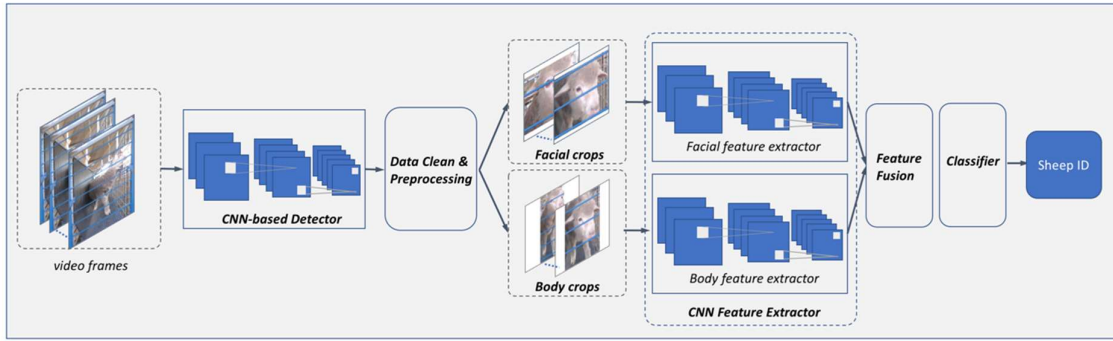 video frames
CNN-based Detector
Data Clean &
Preprocessing
Facial crops
Body crops
Facial feature extractor
Body feature extractor
CNN Feature Extractor
Feature
Fusion
Classifier
Sheep ID